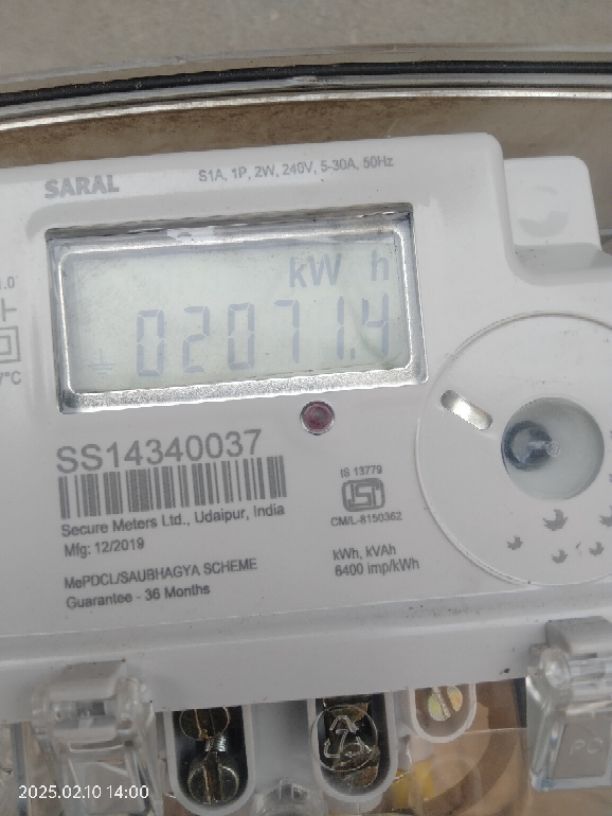 SARAL
S1A, 1P, 2W, 240V, 5-30A, 50Hz
kW h
02071.4
SS14340037
Secure Meters Ltd., Udaipur, India
Mfg: 12/2019
MePDCL/SAUBHAGYA SCHEME
Guarantee - 36 Months
IS 13779
CM/L-8150362
kWh, kVAh
6400 imp/kWh
2025.02.10 14:00